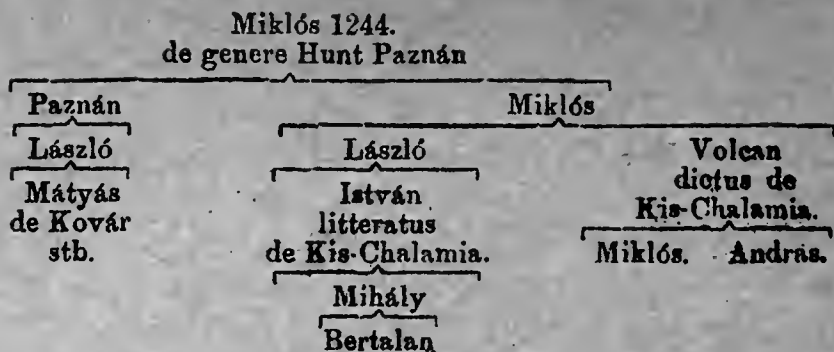 Miklós 1244.
de genere Hunt Paznán
Paznán Miklós
László László Volcan
Mátyás István dictus de
de Kovár litteratus Kis-Chalamia.
stb. de Kis-Chalamia. Miklós. András.
Mihály
Bertalan